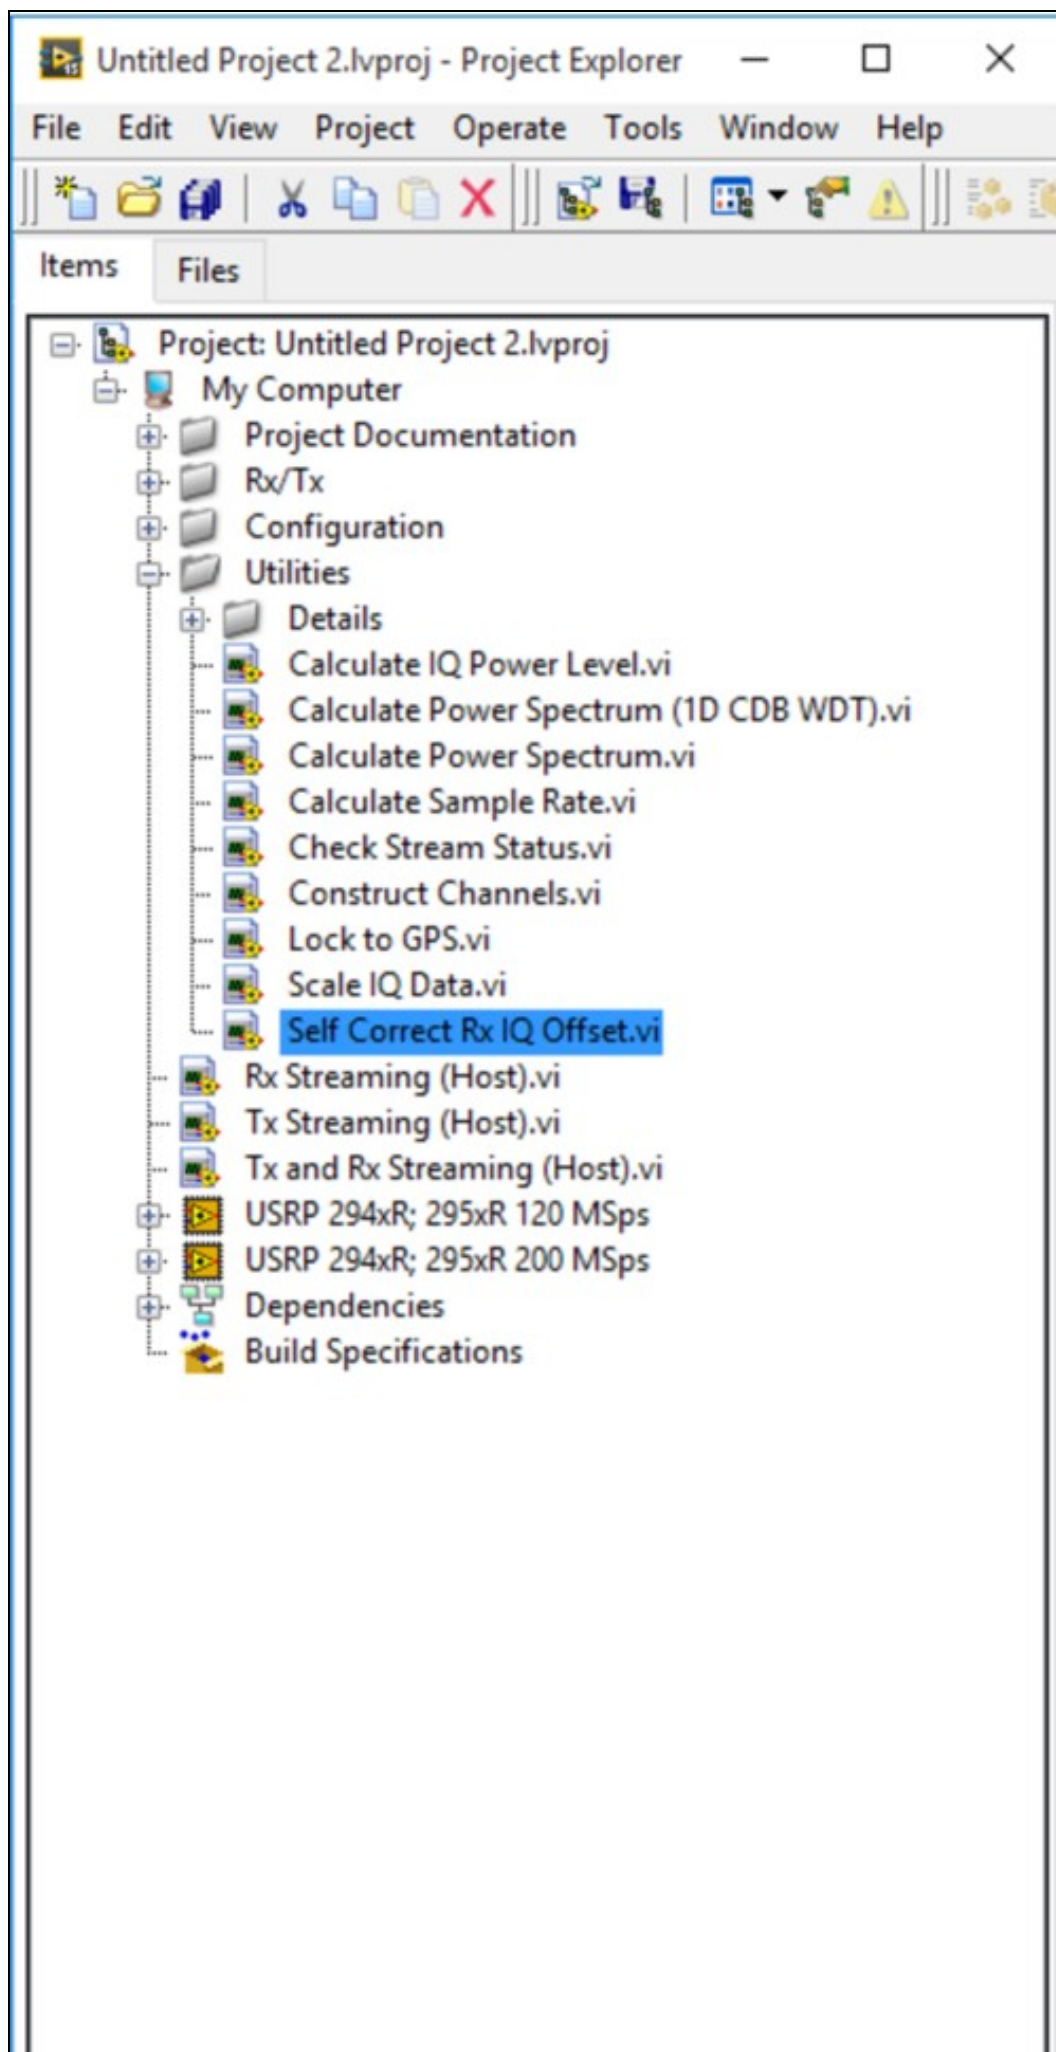 Untitled Project 2.lvproj - Project Explorer
File Edit View Project Operate Tools Window Help
Items Files
Project: Untitled Project 2.lvproj
My Computer
Project Documentation
Rx/Tx
Configuration
Utilities
Details
Calculate IQ Power Level.vi
Calculate Power Spectrum (1D CDB WDT).vi
Calculate Power Spectrum.vi
Calculate Sample Rate.vi
Check Stream Status.vi
Construct Channels.vi
Lock to GPS.vi
Scale IQ Data.vi
Self Correct Rx IQ Offset.vi
Rx Streaming (Host).vi
Tx Streaming (Host).vi
Tx and Rx Streaming (Host).vi
USRP 294xR; 295xR 120 MSps
USRP 294xR; 295xR 200 MSps
Dependencies
Build Specifications